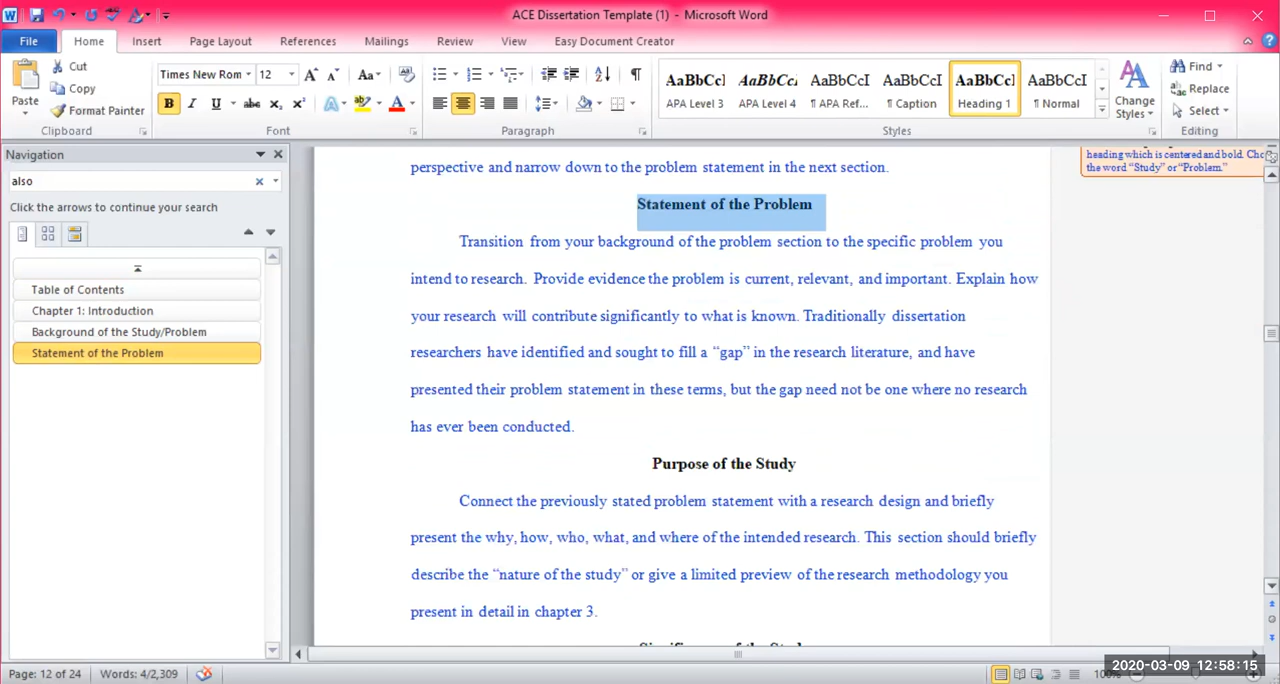 ACE Dissertation Template (1) - Microsoft Word
File Home Insert Page Layout References Mailings Review View Easy Document Creator
Paste Cut Copy Format Painter Clipboard
Times New Rom 12 Font
Paragraph
AaBbCcI APA Level 3 AaBbCcI APA Level 4 AaBbCcI ¶ APA Ref... AaBbCcI ¶ Caption AaBbCcI Heading 1 AaBbCcI ¶ Normal Change Styles Styles
Find Replace Select Editing
Navigation
also
Click the arrows to continue your search
Table of Contents
Chapter 1: Introduction
Background of the Study/Problem
Statement of the Problem
heading which is centered and bold.
the word “Study” or “Problem.”
perspective and narrow down to the problem statement in the next section.
Statement of the Problem
Transition from your background of the problem section to the specific problem you
intend to research. Provide evidence the problem is current, relevant, and important. Explain how
your research will contribute significantly to what is known. Traditionally dissertation
researchers have identified and sought to fill a “gap” in the research literature, and have
presented their problem statement in these terms, but the gap need not be one where no research
has ever been conducted.
Purpose of the Study
Connect the previously stated problem statement with a research design and briefly
present the why, how, who, what, and where of the intended research. This section should briefly
describe the “nature of the study” or give a limited preview of the research methodology you
present in detail in chapter 3.
Page: 12 of 24 Words: 4/2,309 100%
2020-03-09 12:58:15